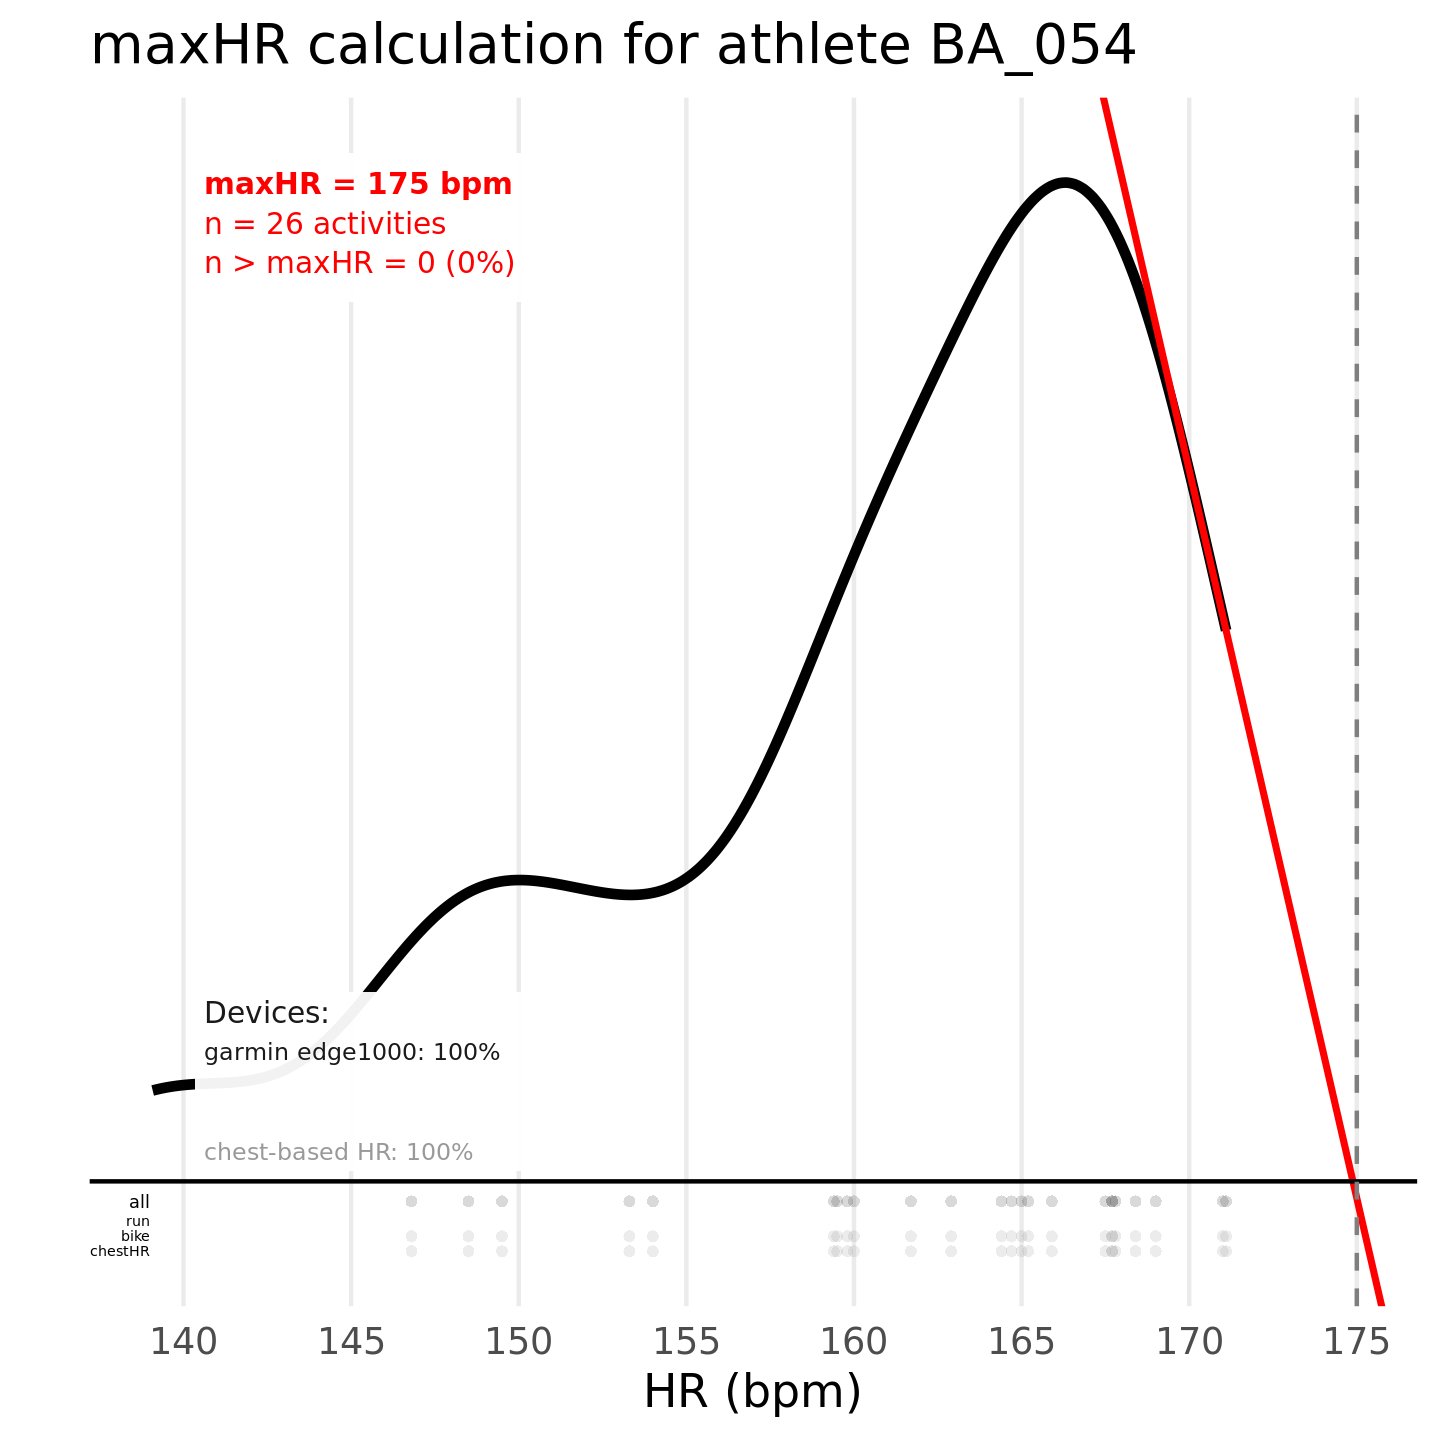 maxHR calculation for athlete BA_054
maxHR = 175 bpm
n = 26 activities
n > maxHR = 0 (0%)
Devices:
garmin edge1000: 100%
chest-based HR: 100%
all
run
bike
chestHR
140 145 150 155 160 165 170 175
HR (bpm)